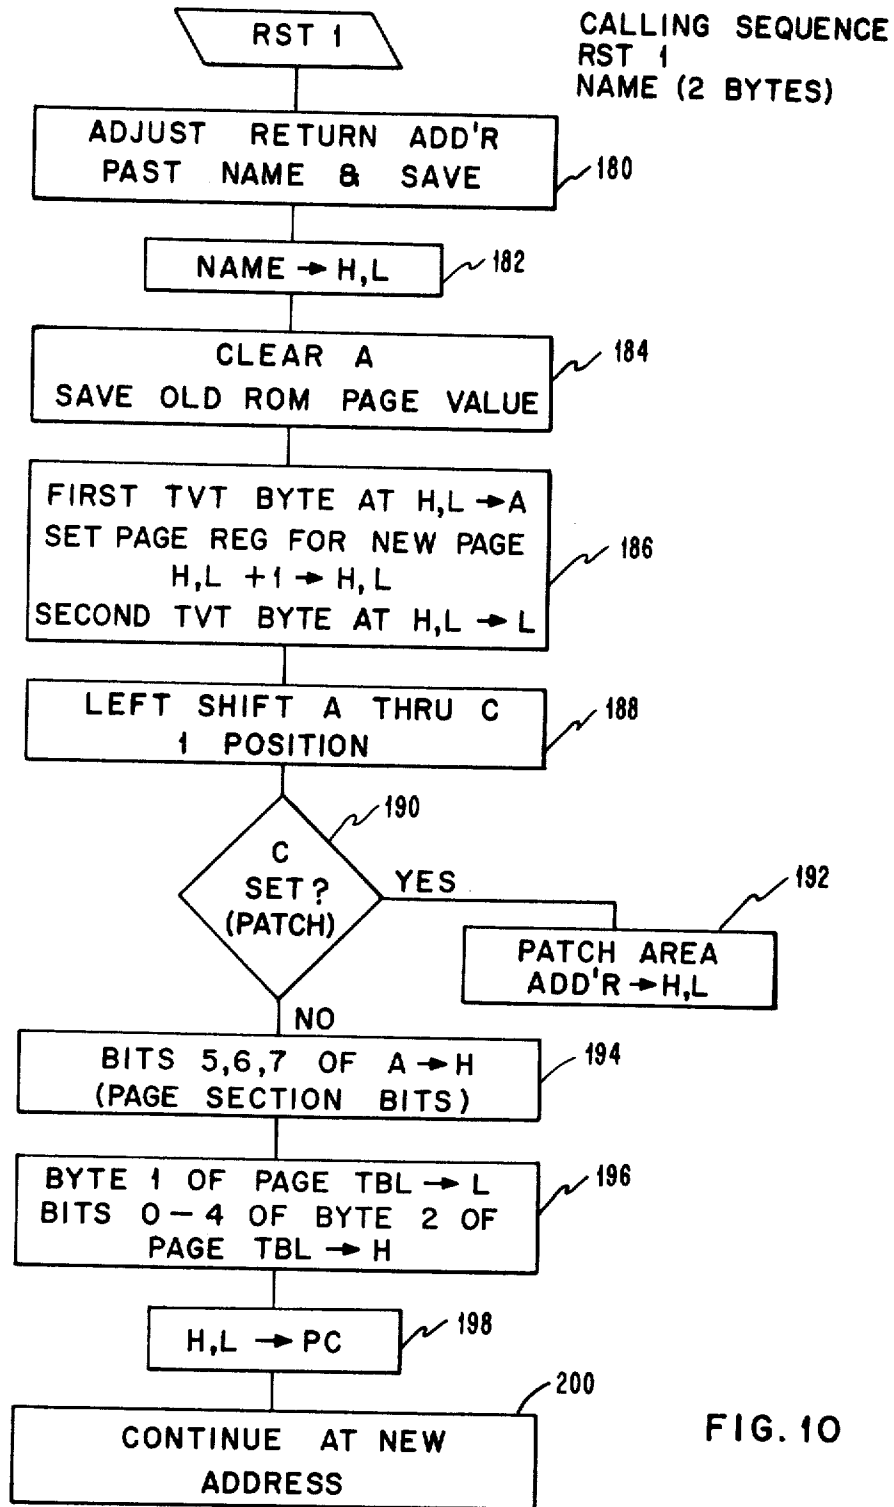 RST 1
CALLING SEQUENCE
RST 1
NAME (2 BYTES)
ADJUST RETURN ADD'R
PAST NAME & SAVE
180
NAME → H,L
182
CLEAR A
SAVE OLD ROM PAGE VALUE
184
FIRST TVT BYTE AT H,L → A
SET PAGE REG FOR NEW PAGE
H,L +1 → H,L
SECOND TVT BYTE AT H,L → L
186
LEFT SHIFT A THRU C
1 POSITION
188
190
C
SET?
(PATCH)
YES
192
PATCH AREA
ADD'R → H,L
NO
BITS 5,6,7 OF A → H
(PAGE SECTION BITS)
194
BYTE 1 OF PAGE TBL → L
BITS 0-4 OF BYTE 2 OF
PAGE TBL → H
196
H,L → PC
198
200
CONTINUE AT NEW
ADDRESS
FIG. 10